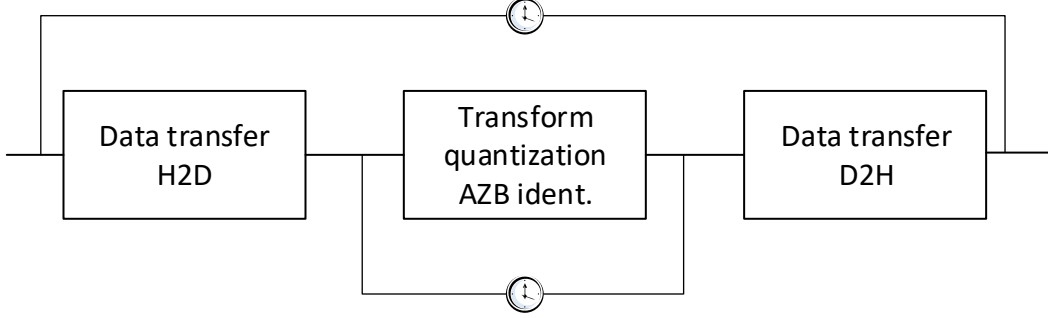 Data transfer
H2D
Transform
quantization
AZB ident.
Data transfer
D2H